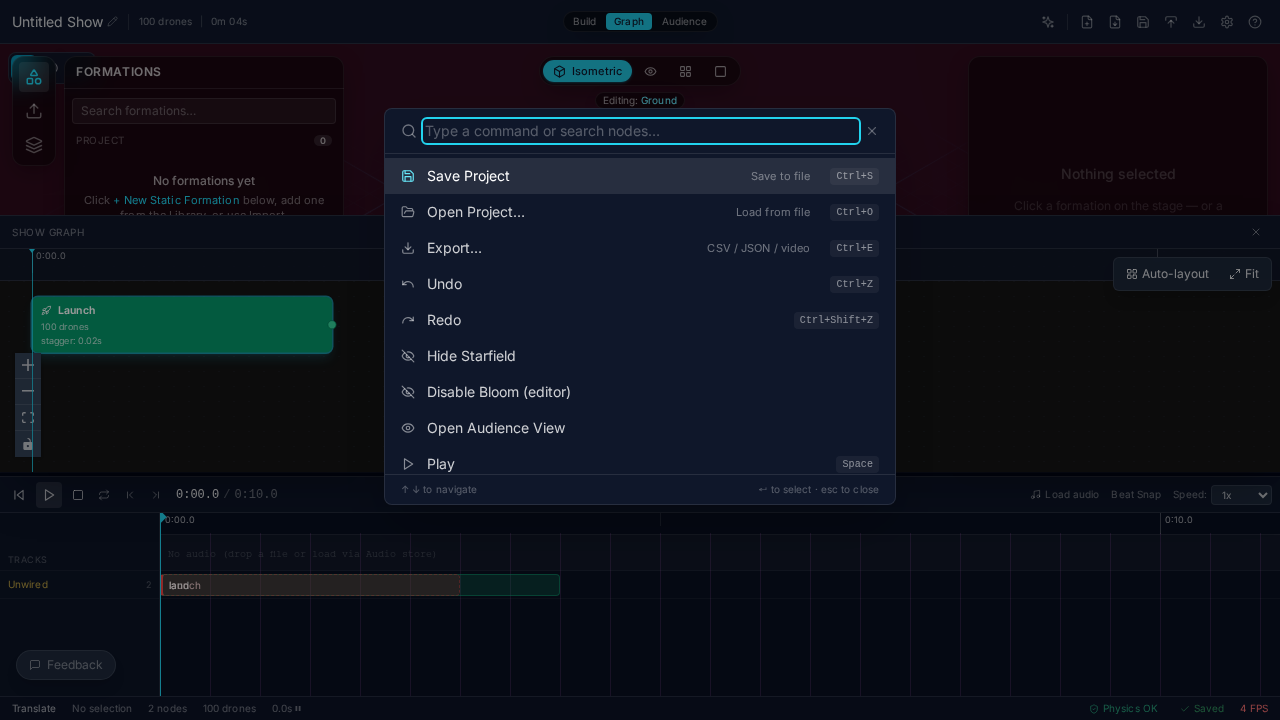 Untitled Show
100 drones
0m 04s
Build
Graph
Audience
FORMATIONS
Search formations...
PROJECT
0
No formations yet
Click + New Static Formation below, add one
from the Library, or use Import.
Isometric
Editing: Ground
Nothing selected
Click a formation on the stage — or a
Type a command or search nodes...
Save Project
Save to file
Ctrl+S
Open Project...
Load from file
Ctrl+O
Export...
CSV / JSON / video
Ctrl+E
Undo
Ctrl+Z
Redo
Ctrl+Shift+Z
Hide Starfield
Disable Bloom (editor)
Open Audience View
Play
Space
↑ ↓ to navigate
↩ to select · esc to close
SHOW GRAPH
0:00.0
Auto-layout
Fit
Launch
100 drones
stagger: 0.02s
0:00.0 / 0:10.0
Load audio
Beat Snap
Speed:
1x
0:00.0
0:10.0
No audio (drop a file or load via Audio store)
TRACKS
Unwired
2
Feedback
Translate
No selection
2 nodes
100 drones
0.0s
Physics OK
Saved
4 FPS